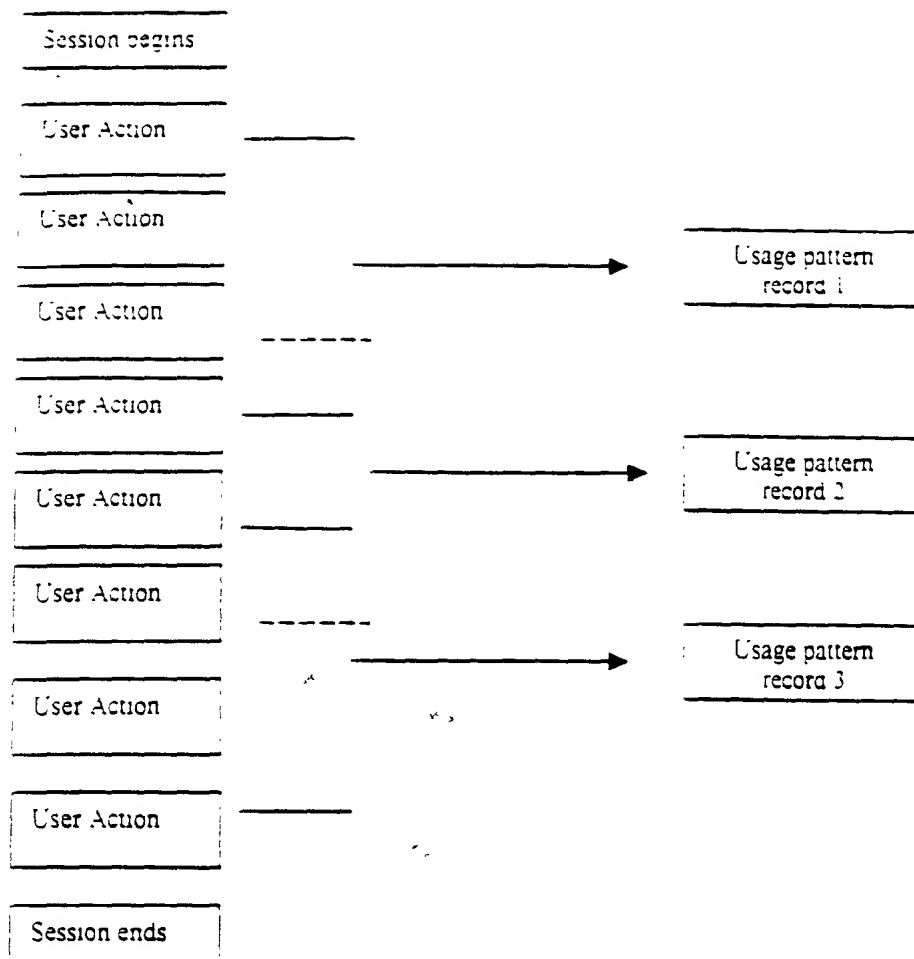 Session begins
User Action
User Action
User Action
User Action
User Action
User Action
User Action
User Action
Session ends
Usage pattern
record 1
Usage pattern
record 2
Usage pattern
record 3